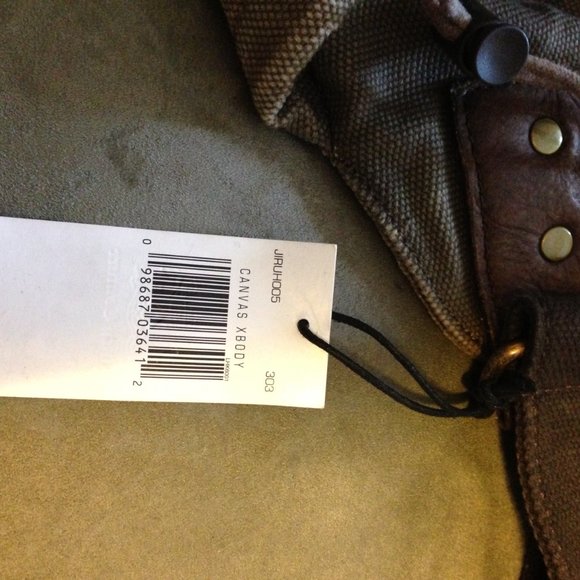 JIRUH005 303
CANVAS XBODY
0 98687 03641 2